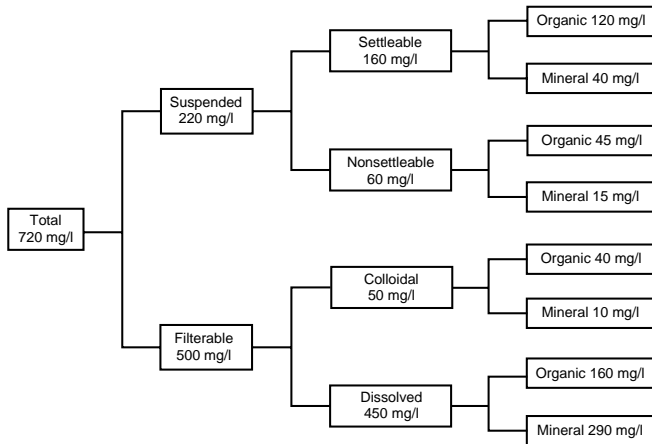 Total
720 mg/l
Suspended
220 mg/l
Filterable
500 mg/l
Settleable
160 mg/l
Nonsettleable
60 mg/l
Colloidal
50 mg/l
Dissolved
450 mg/l
Organic 120 mg/l
Mineral 40 mg/l
Organic 45 mg/l
Mineral 15 mg/l
Organic 40 mg/l
Mineral 10 mg/l
Organic 160 mg/l
Mineral 290 mg/l